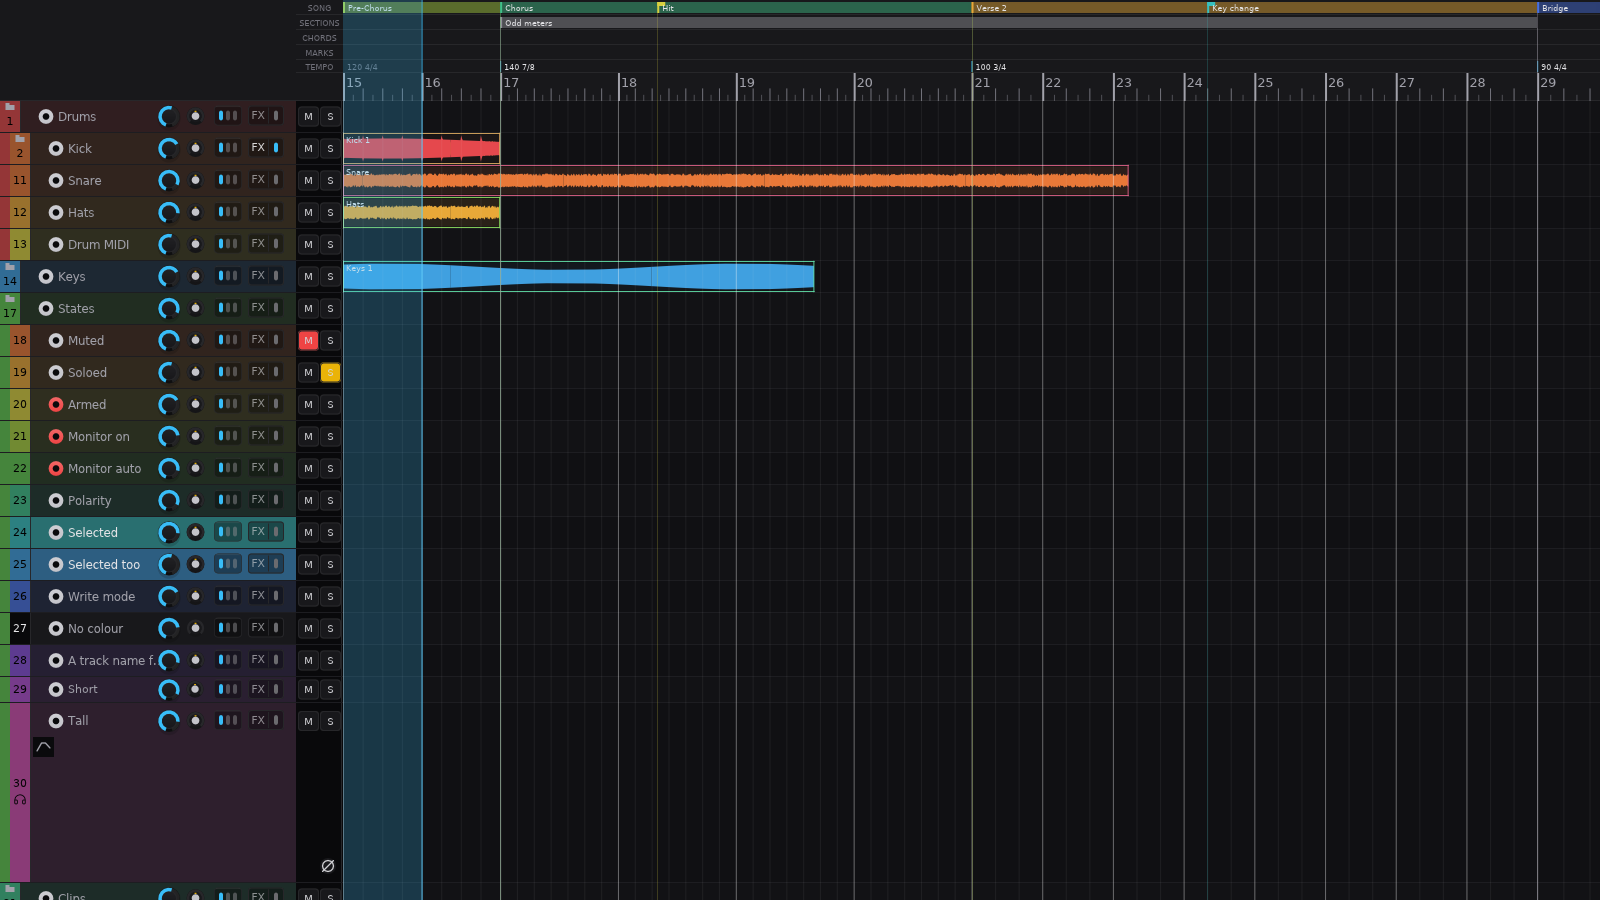 SONG Pre-Chorus Chorus Hit Verse 2 Key change Bridge
SECTIONS Odd meters
CHORDS
MARKS
TEMPO 120 4/4 140 7/8 100 3/4 90 4/4
15 16 17 18 19 20 21 22 23 24 25 26 27 28 29
1 Drums FX M S
2 Kick FX M S Kick 1
11 Snare FX M S Snare
12 Hats FX M S Hats
13 Drum MIDI FX M S
14 Keys FX M S Keys 1
17 States FX M S
18 Muted FX M S
19 Soloed FX M S
20 Armed FX M S
21 Monitor on FX M S
22 Monitor auto FX M S
23 Polarity FX M S
24 Selected FX M S
25 Selected too FX M S
26 Write mode FX M S
27 No colour FX M S
28 A track name f... FX M S
29 Short FX M S
30 Tall FX M S
Clips FX M S